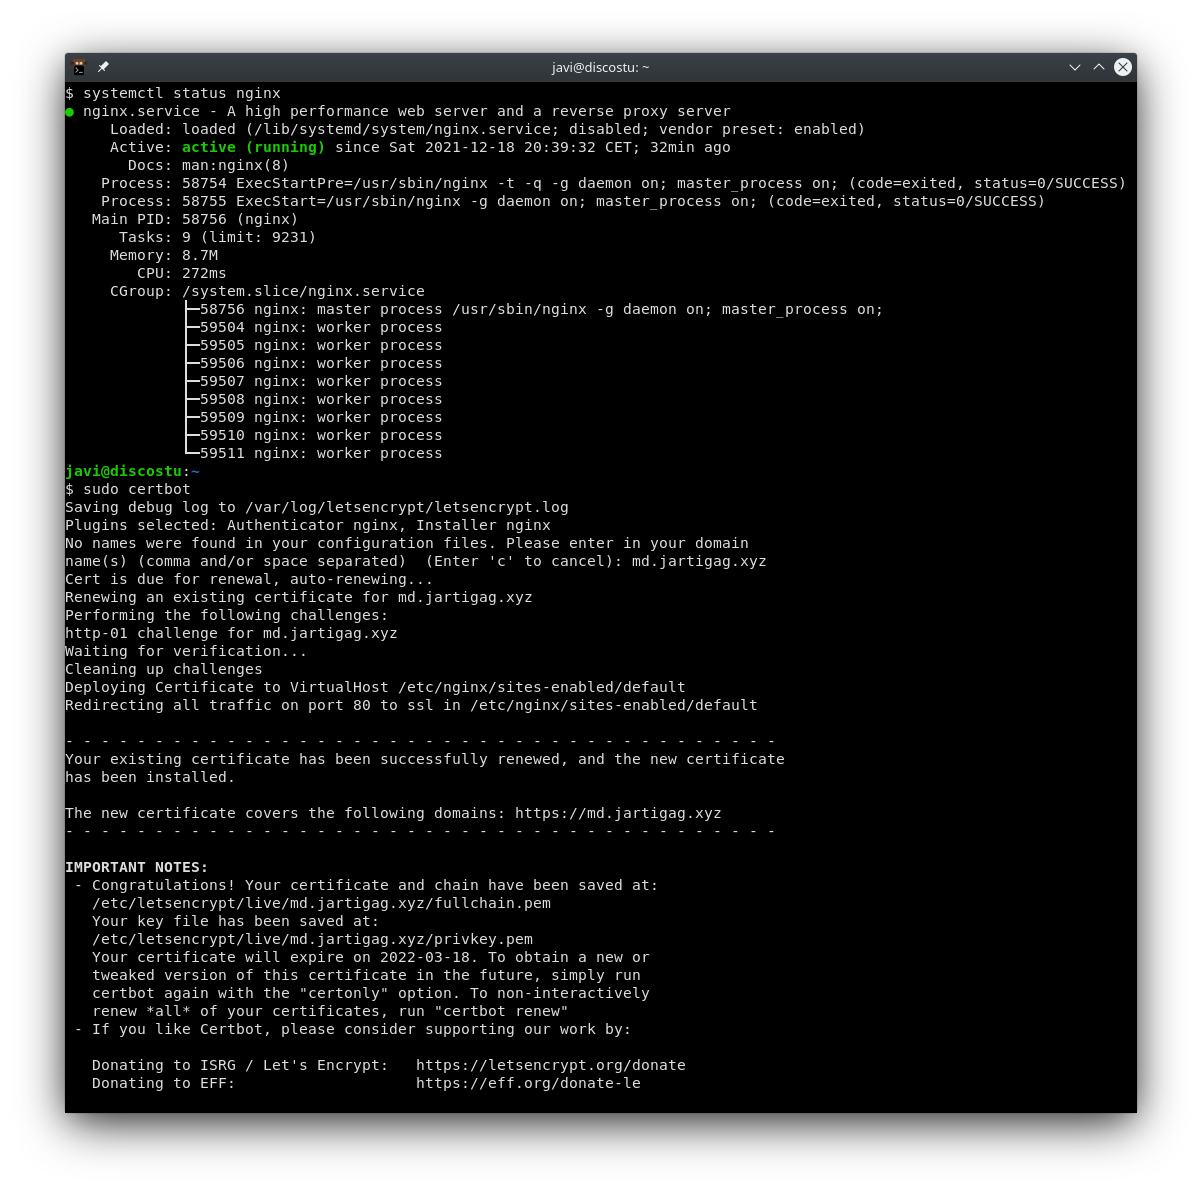 javi@discostu: ~
$ systemctl status nginx
● nginx.service - A high performance web server and a reverse proxy server
     Loaded: loaded (/lib/systemd/system/nginx.service; disabled; vendor preset: enabled)
     Active: active (running) since Sat 2021-12-18 20:39:32 CET; 32min ago
       Docs: man:nginx(8)
    Process: 58754 ExecStartPre=/usr/sbin/nginx -t -q -g daemon on; master_process on; (code=exited, status=0/SUCCESS)
    Process: 58755 ExecStart=/usr/sbin/nginx -g daemon on; master_process on; (code=exited, status=0/SUCCESS)
   Main PID: 58756 (nginx)
      Tasks: 9 (limit: 9231)
     Memory: 8.7M
        CPU: 272ms
     CGroup: /system.slice/nginx.service
             ├─58756 nginx: master process /usr/sbin/nginx -g daemon on; master_process on;
             ├─59504 nginx: worker process
             ├─59505 nginx: worker process
             ├─59506 nginx: worker process
             ├─59507 nginx: worker process
             ├─59508 nginx: worker process
             ├─59509 nginx: worker process
             ├─59510 nginx: worker process
             └─59511 nginx: worker process
javi@discostu:~
$ sudo certbot
Saving debug log to /var/log/letsencrypt/letsencrypt.log
Plugins selected: Authenticator nginx, Installer nginx
No names were found in your configuration files. Please enter in your domain
name(s) (comma and/or space separated)  (Enter 'c' to cancel): md.jartigag.xyz
Cert is due for renewal, auto-renewing...
Renewing an existing certificate for md.jartigag.xyz
Performing the following challenges:
http-01 challenge for md.jartigag.xyz
Waiting for verification...
Cleaning up challenges
Deploying Certificate to VirtualHost /etc/nginx/sites-enabled/default
Redirecting all traffic on port 80 to ssl in /etc/nginx/sites-enabled/default
- - - - - - - - - - - - - - - - - - - - - - - - - - - - - - - - - - - - - - - -
Your existing certificate has been successfully renewed, and the new certificate
has been installed.
The new certificate covers the following domains: https://md.jartigag.xyz
- - - - - - - - - - - - - - - - - - - - - - - - - - - - - - - - - - - - - - - -
IMPORTANT NOTES:
 - Congratulations! Your certificate and chain have been saved at:
   /etc/letsencrypt/live/md.jartigag.xyz/fullchain.pem
   Your key file has been saved at:
   /etc/letsencrypt/live/md.jartigag.xyz/privkey.pem
   Your certificate will expire on 2022-03-18. To obtain a new or
   tweaked version of this certificate in the future, simply run
   certbot again with the "certonly" option. To non-interactively
   renew *all* of your certificates, run "certbot renew"
 - If you like Certbot, please consider supporting our work by:
   Donating to ISRG / Let's Encrypt:   https://letsencrypt.org/donate
   Donating to EFF:                    https://eff.org/donate-le